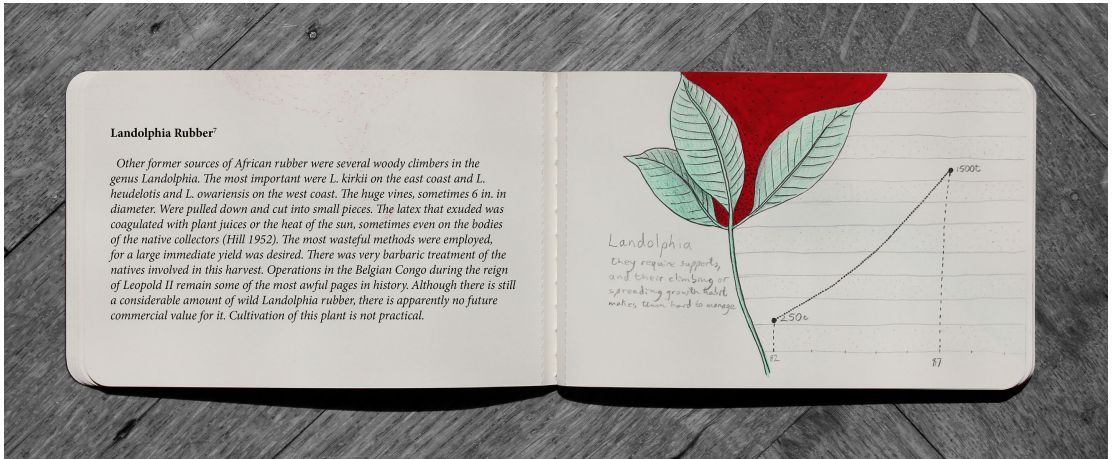 Landolphia Rubber7
Other former sources of African rubber were several woody climbers in the
genus Landolphia. The most important were L. kirkii on the east coast and L.
heudelotis and L. owariensis on the west coast. The huge vines, sometimes 6 in. in
diameter. Were pulled down and cut into small pieces. The latex that exuded was
coagulated with plant juices or the heat of the sun, sometimes even on the bodies
of the native collectors (Hill 1952). The most wasteful methods were employed,
for a large immediate yield was desired. There was very barbaric treatment of the
natives involved in this harvest. Operations in the Belgian Congo during the reign
of Leopold II remain some of the most awful pages in history. Although there is still
a considerable amount of wild Landolphia rubber, there is apparently no future
commercial value for it. Cultivation of this plant is not practical.
Landolphia
they require supports,
and their climbing or
spreading growth habit
makes them hard to manage
1500t
250t
82
87